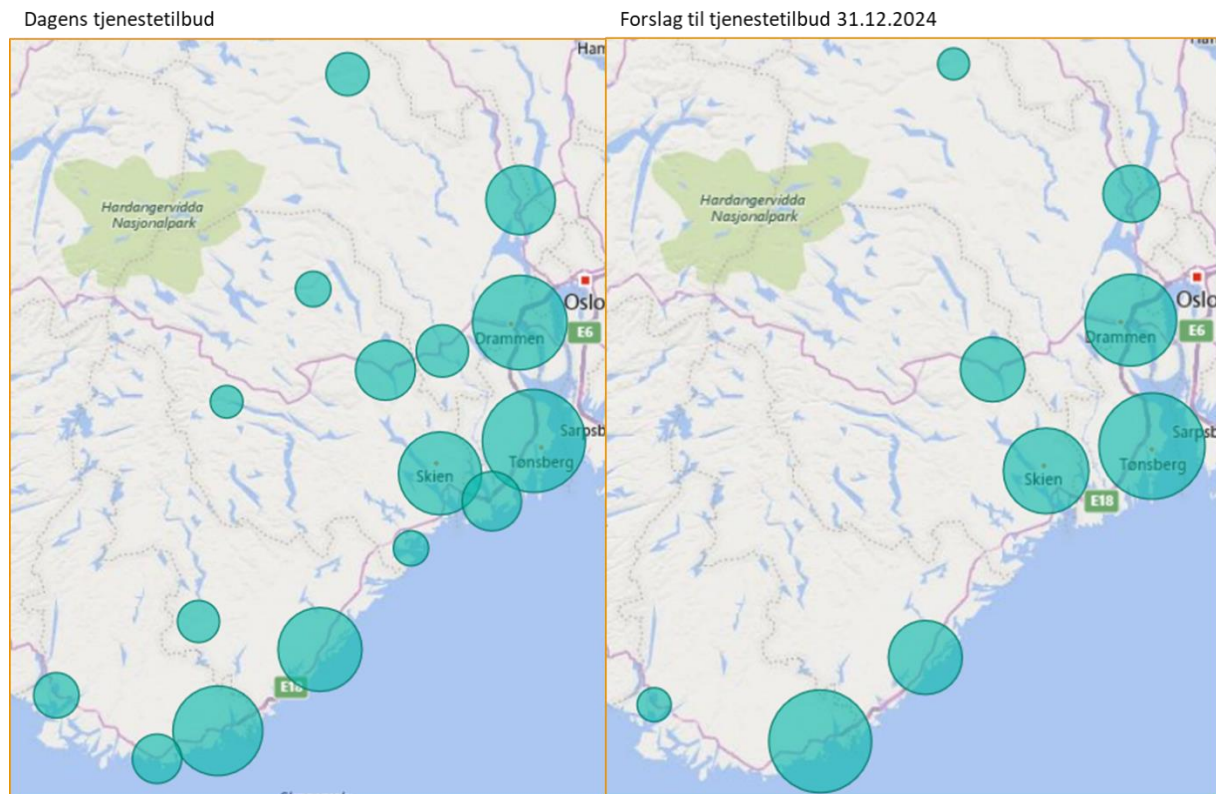 Dagens tjenestetilbud
Forslag til tjenestetilbud 31.12.2024
Ham
Hardangervidda
Nasjonalpark
Oslo
E6
Drammen
Sarpsb
Tønsberg
Skien
E18
Hardangervidda
Nasjonalpark
Oslo
E6
Drammen
Sarpsb
Tønsberg
Skien
E18